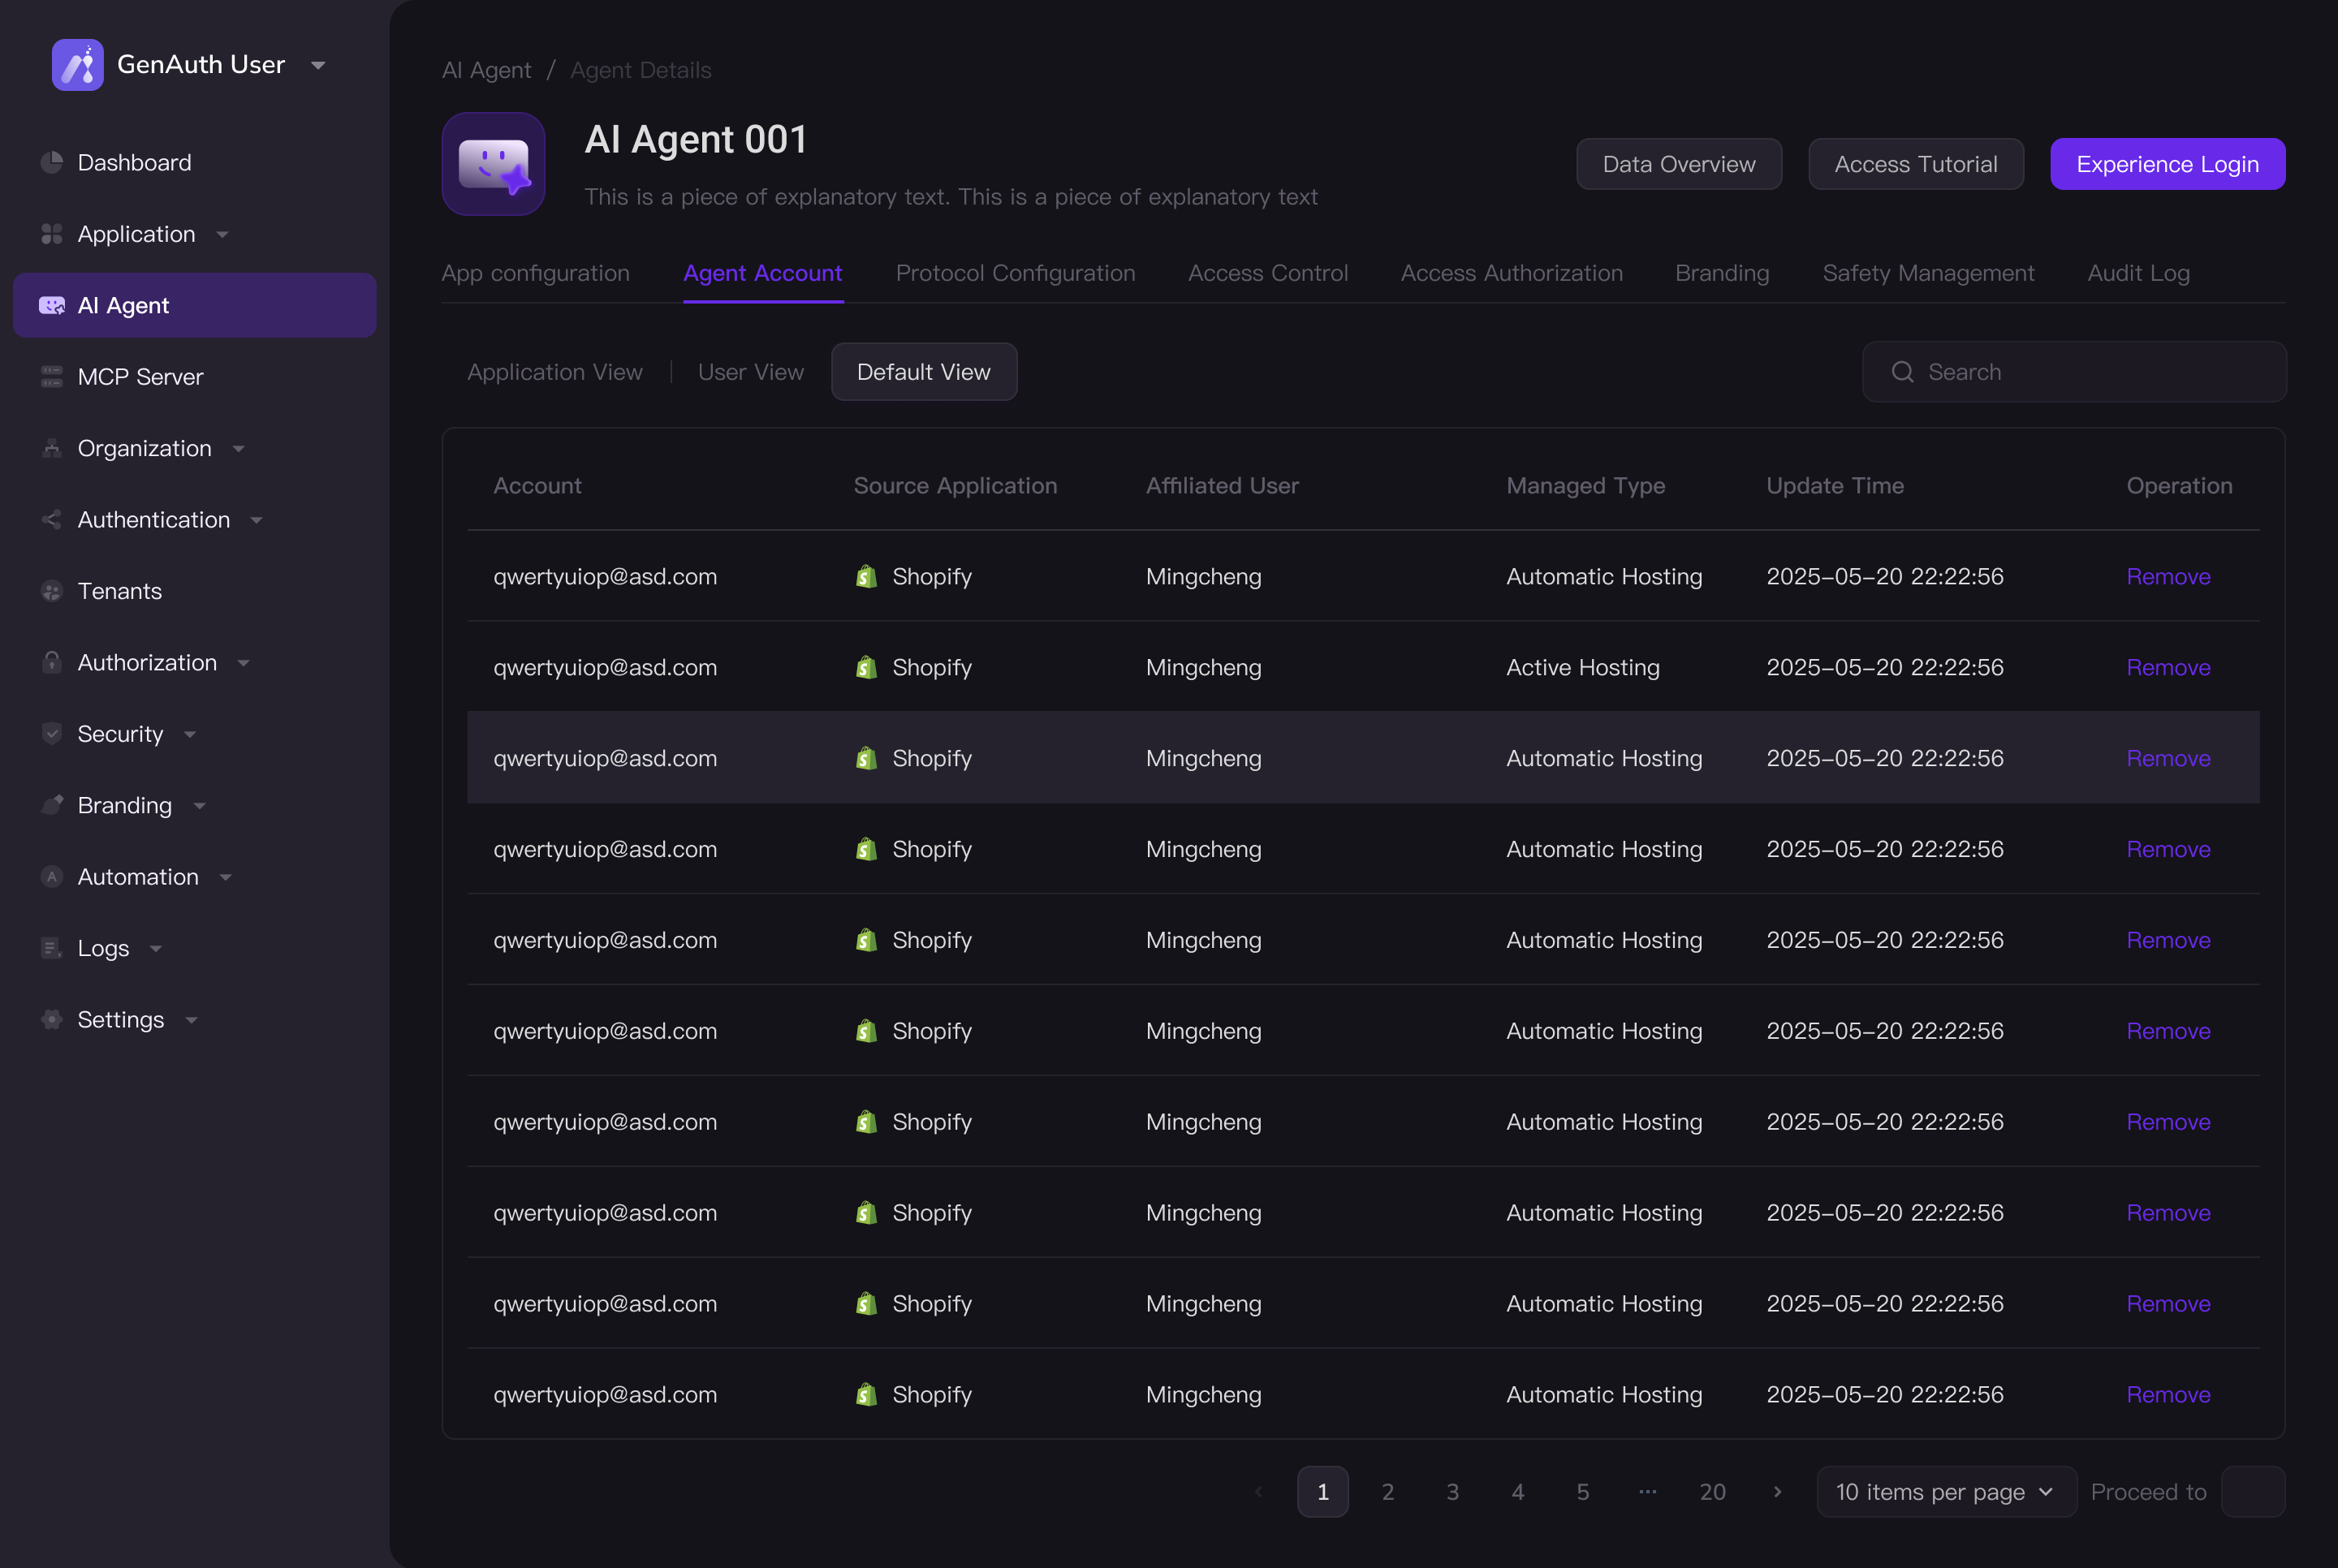 GenAuth User
Dashboard
Application
AI Agent
MCP Server
Organization
Authentication
Tenants
Authorization
Security
Branding
Automation
Logs
Settings
AI Agent / Agent Details
AI Agent 001
This is a piece of explanatory text. This is a piece of explanatory text
Data Overview Access Tutorial Experience Login
App configuration Agent Account Protocol Configuration Access Control Access Authorization Branding Safety Management Audit Log
Application View | User View Default View Search
Account Source Application Affiliated User Managed Type Update Time Operation
qwertyuiop@asd.com Shopify Mingcheng Automatic Hosting 2025-05-20 22:22:56 Remove
qwertyuiop@asd.com Shopify Mingcheng Active Hosting 2025-05-20 22:22:56 Remove
qwertyuiop@asd.com Shopify Mingcheng Automatic Hosting 2025-05-20 22:22:56 Remove
qwertyuiop@asd.com Shopify Mingcheng Automatic Hosting 2025-05-20 22:22:56 Remove
qwertyuiop@asd.com Shopify Mingcheng Automatic Hosting 2025-05-20 22:22:56 Remove
qwertyuiop@asd.com Shopify Mingcheng Automatic Hosting 2025-05-20 22:22:56 Remove
qwertyuiop@asd.com Shopify Mingcheng Automatic Hosting 2025-05-20 22:22:56 Remove
qwertyuiop@asd.com Shopify Mingcheng Automatic Hosting 2025-05-20 22:22:56 Remove
qwertyuiop@asd.com Shopify Mingcheng Automatic Hosting 2025-05-20 22:22:56 Remove
qwertyuiop@asd.com Shopify Mingcheng Automatic Hosting 2025-05-20 22:22:56 Remove
1 2 3 4 5 ··· 20 10 items per page Proceed to